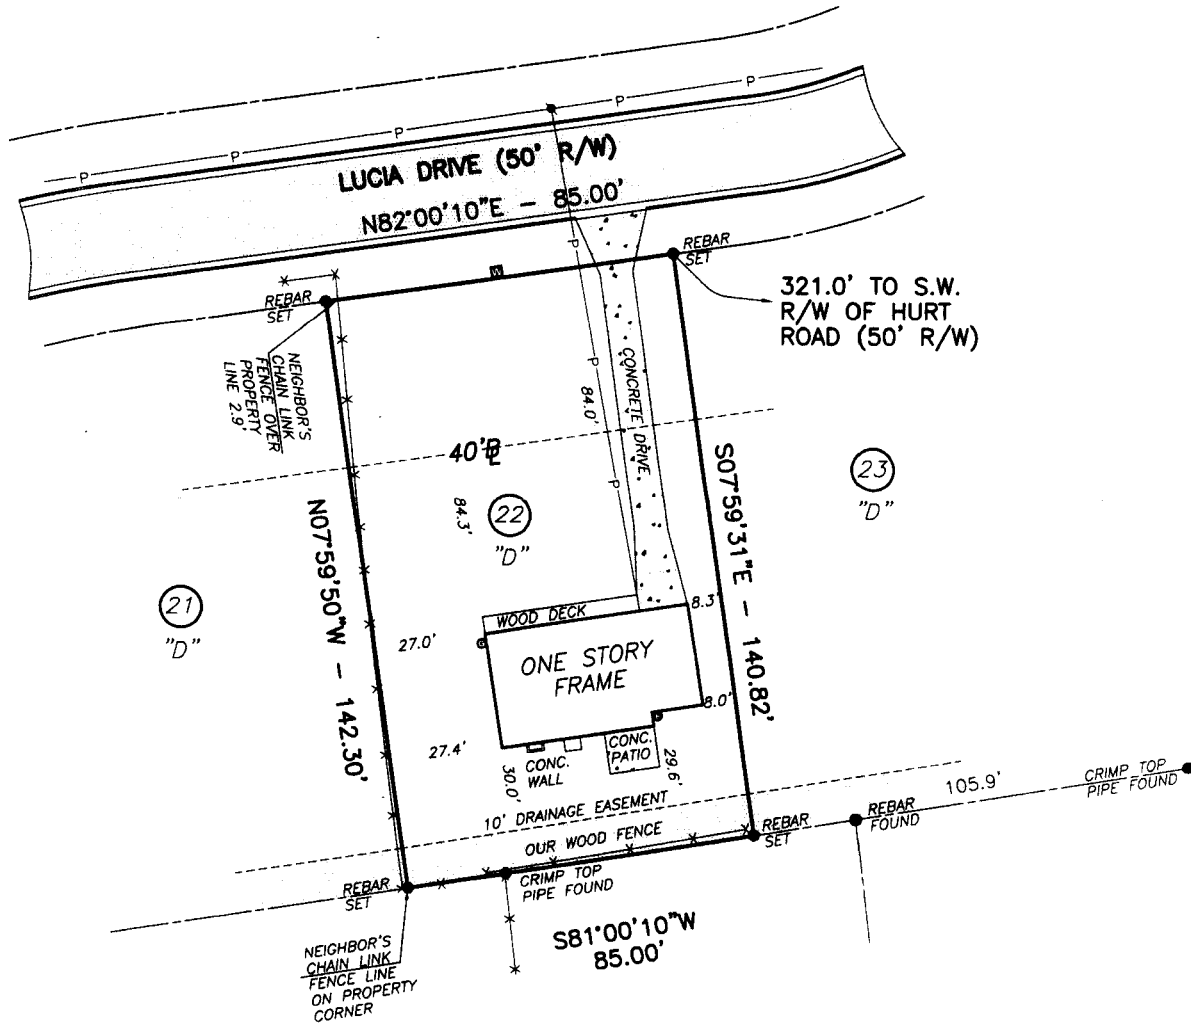 P
P
P
P
P
LUCIA DRIVE (50' R/W)
N82°00'10"E - 85.00'
P
W
REBAR
SET
REBAR
SET
321.0' TO S.W.
R/W OF HURT
ROAD (50' R/W)
NEIGHBOR'S
CHAIN LINK
FENCE OVER
PROPERTY
LINE 2.9'
P
CONCRETE DRIVE
84.0'
40' BL
P
84.3'
22
"D"
23
"D"
21
"D"
N07°59'50"W - 142.30'
S07°59'31"E - 140.82'
WOOD DECK
8.3'
27.0'
ONE STORY
FRAME
8.0'
27.4'
CONC.
WALL
CONC.
PATIO
30.0'
29.6'
10' DRAINAGE EASEMENT
OUR WOOD FENCE
REBAR
SET
REBAR
FOUND
105.9'
CRIMP TOP
PIPE FOUND
REBAR
SET
CRIMP TOP
PIPE FOUND
S81°00'10"W
85.00'
NEIGHBOR'S
CHAIN LINK
FENCE LINE
ON PROPERTY
CORNER